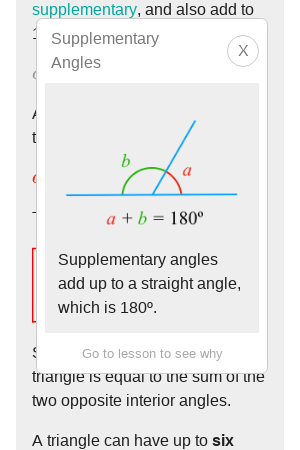 supplementary, and also add to
Supplementary
Angles
X
b
a
a + b = 180º
Supplementary angles
add up to a straight angle,
which is 180º.
Go to lesson to see why
triangle is equal to the sum of the
two opposite interior angles.
A triangle can have up to six